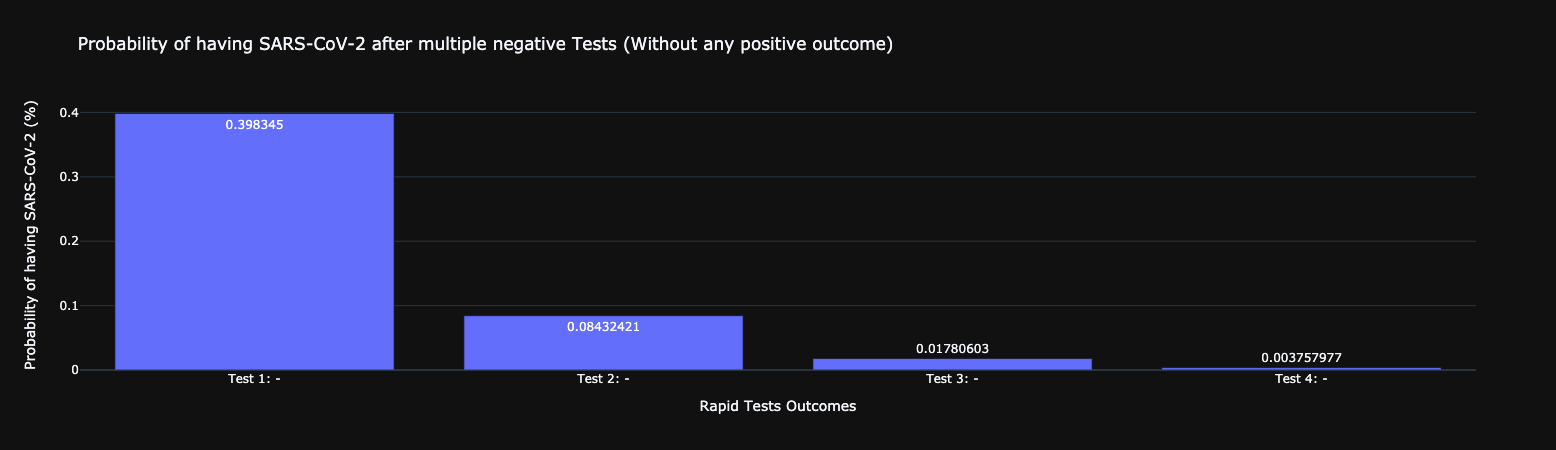 Probability of having SARS-CoV-2 after multiple negative Tests (Without any positive outcome)
Probability of having SARS-CoV-2 (%)
0.4
0.3
0.2
0.1
0
0.398345
0.08432421
0.01780603
0.003757977
Test 1: -
Test 2: -
Test 3: -
Test 4: -
Rapid Tests Outcomes